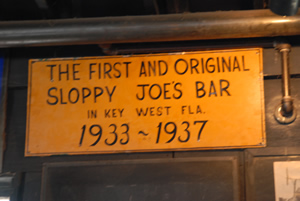 THE FIRST AND ORIGINAL
SLOPPY JOE'S BAR
IN KEY WEST FLA.
1933 ~ 1937